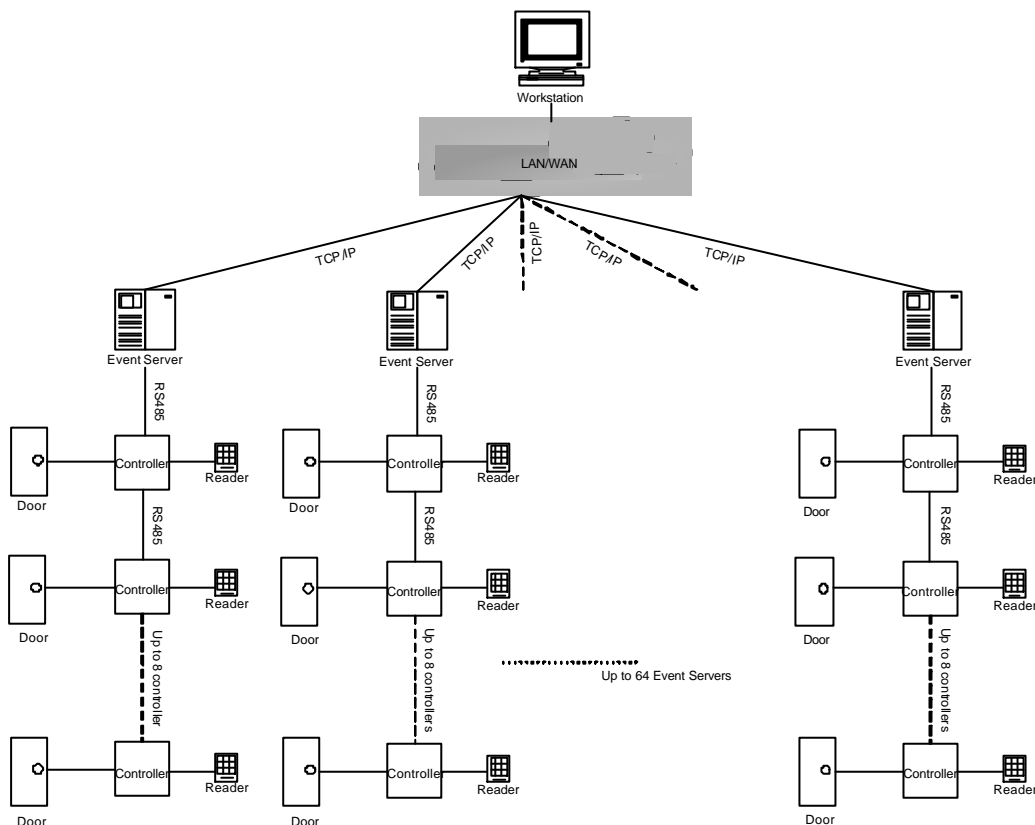 Workstation
LAN/WAN
TCP/IP
TCP/IP
TCP/IP
TCP/IP
TCP/IP
Event Server
Event Server
Event Server
RS485
RS485
RS485
Controller
Reader
Door
Controller
Reader
Door
Controller
Reader
Door
RS485
RS485
RS485
Controller
Reader
Door
Controller
Reader
Door
Controller
Reader
Door
Up to 8 controller
Up to 8 controllers
Up to 64 Event Servers
Up to 8 controllers
Controller
Reader
Door
Controller
Reader
Door
Controller
Reader
Door